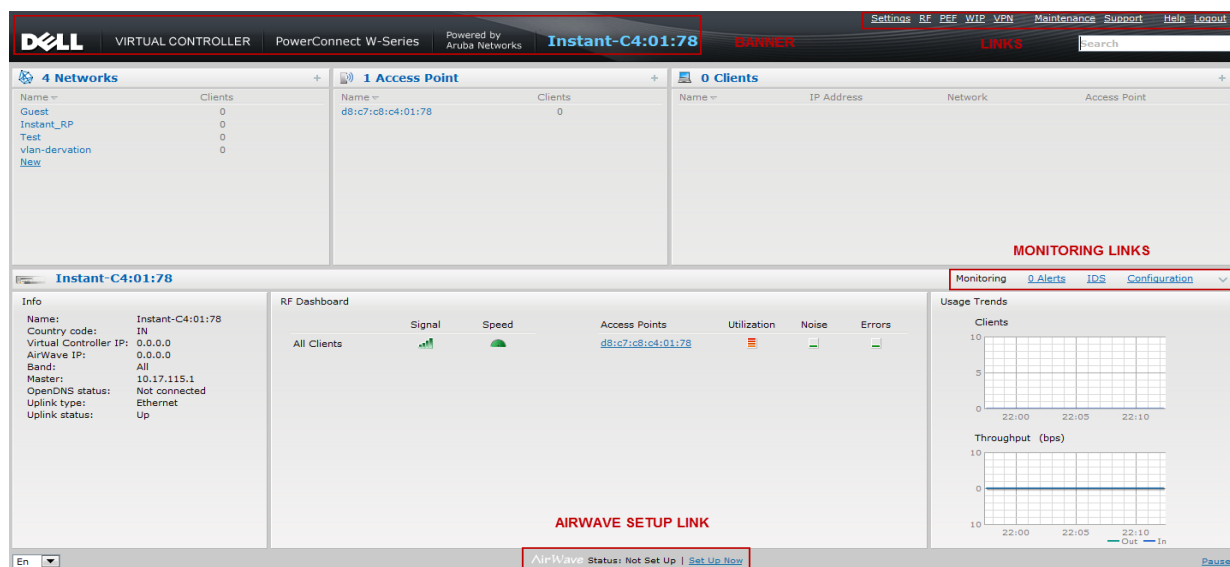 Settings RF PEF WIP VPN Maintenance Support Help Logout
DELL VIRTUAL CONTROLLER PowerConnect W-Series Powered by Aruba Networks Instant-C4:01:78 BANNER LINKS Search
4 Networks + 1 Access Point + 0 Clients +
Name Clients Name Clients Name IP Address Network Access Point
Guest 0 d8:c7:c8:c4:01:78 0
Instant_RP 0
Test 0
vlan-dervation 0
New
MONITORING LINKS
Instant-C4:01:78 Monitoring 0 Alerts IDS Configuration
Info
Name: Instant-C4:01:78
Country code: IN
Virtual Controller IP: 0.0.0.0
AirWave IP: 0.0.0.0
Band: All
Master: 10.17.115.1
OpenDNS status: Not connected
Uplink type: Ethernet
Uplink status: Up
RF Dashboard
Signal Speed Access Points Utilization Noise Errors
All Clients d8:c7:c8:c4:01:78
Usage Trends
Clients
10
5
0
22:00 22:05 22:10
Throughput (bps)
10
0
10
22:00 22:05 22:10
Out In
AIRWAVE SETUP LINK
En AirWave Status: Not Set Up | Set Up Now Pause